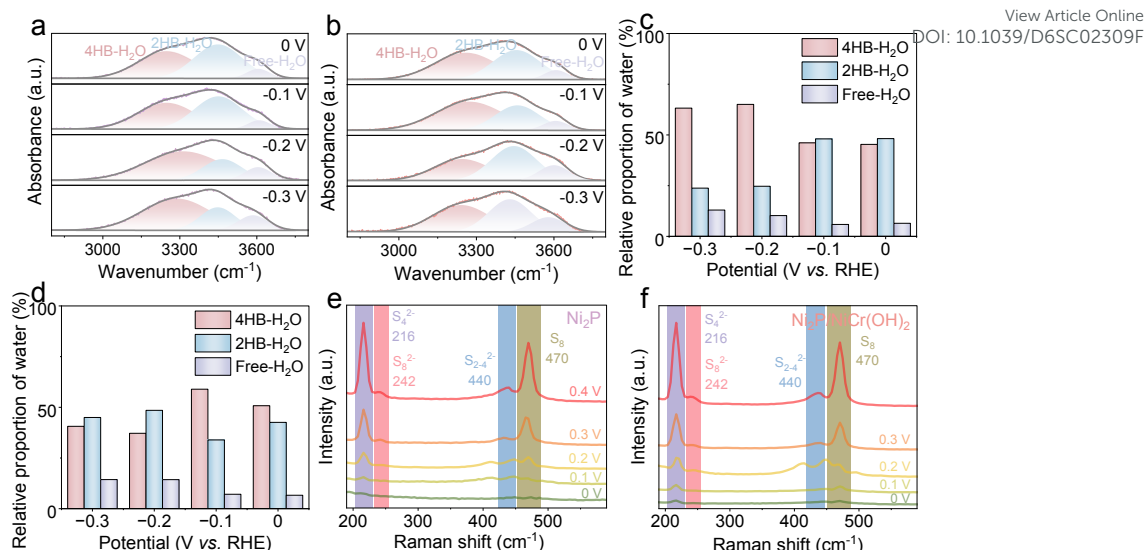 View Article Online
DOI: 10.1039/D6SC02309F
a
4HB-H₂O
2HB-H₂O
Free-H₂O
0 V
-0.1 V
-0.2 V
-0.3 V
Absorbance (a.u.)
3000 3300 3600
Wavenumber (cm⁻¹)
b
4HB-H₂O
2HB-H₂O
Free-H₂O
0 V
-0.1 V
-0.2 V
-0.3 V
Absorbance (a.u.)
3000 3300 3600
Wavenumber (cm⁻¹)
c
4HB-H₂O
2HB-H₂O
Free-H₂O
100
50
0
Relative proportion of water (%)
−0.3 −0.2 −0.1 0
Potential (V vs. RHE)
d
4HB-H₂O
2HB-H₂O
Free-H₂O
100
50
0
Relative proportion of water (%)
−0.3 −0.2 −0.1 0
Potential (V vs. RHE)
e
Ni₂P
S₄²⁻
216
S₈²⁻
242
S₂₋₄²⁻
440
S₈
470
0.4 V
0.3 V
0.2 V
0.1 V
0 V
Intensity (a.u.)
200 300 400 500
Raman shift (cm⁻¹)
f
S₄²⁻
216
S₈²⁻
242
S₂₋₄²⁻
440
S₈
470
0.4 V
0.3 V
0.2 V
0.1 V
0 V
Intensity (a.u.)
200 300 400 500
Raman shift (cm⁻¹)